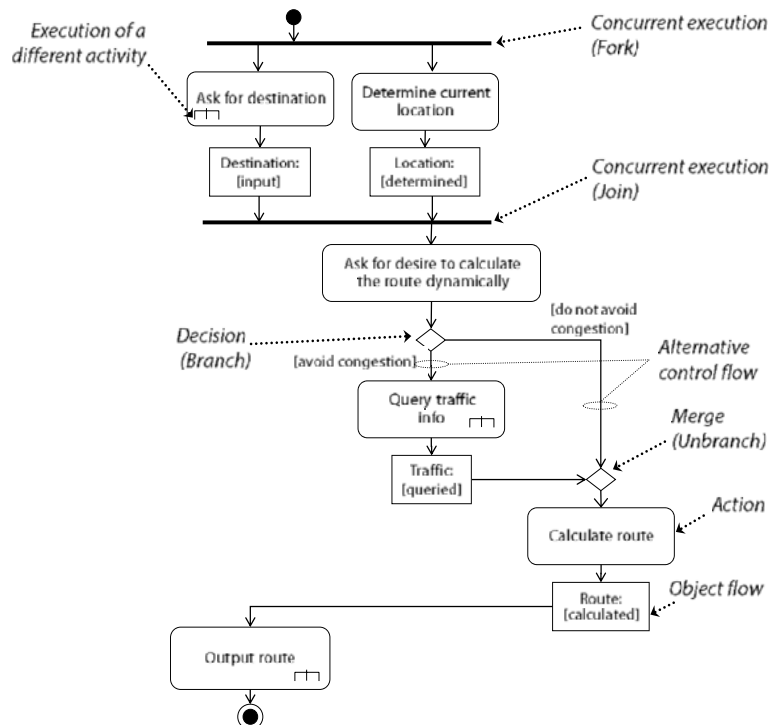 Execution of a
different activity
Concurrent execution
(Fork)
Ask for destination
Determine current
location
Destination:
[input]
Location:
[determined]
Concurrent execution
(Join)
Ask for desire to calculate
the route dynamically
[do not avoid
congestion]
Decision
(Branch)
[avoid congestion]
Alternative
control flow
Query traffic
info
Merge
(Unbranch)
Traffic:
[queried]
Action
Calculate route
Object flow
Route:
[calculated]
Output route